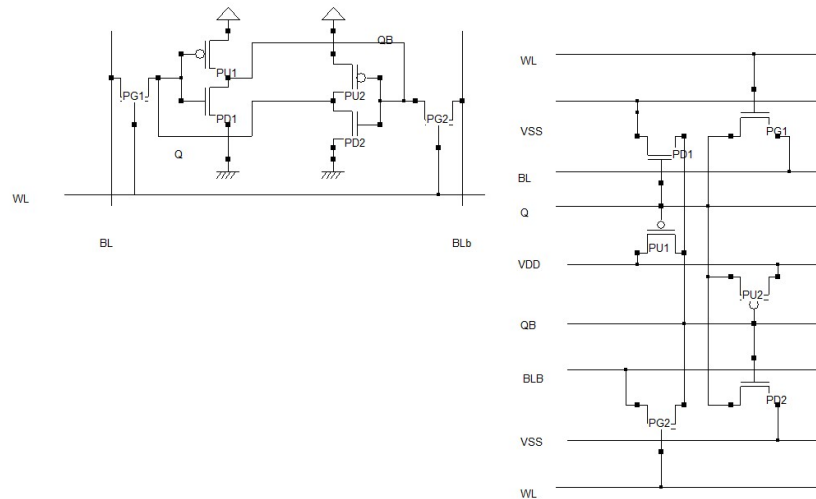 QB
PU1
PG1
PU2
PG2
PD1
PD2
Q
WL
BL
BLb
WL
VSS
PG1
PD1
BL
Q
PU1
VDD
PU2
QB
BLB
PD2
PG2
VSS
WL